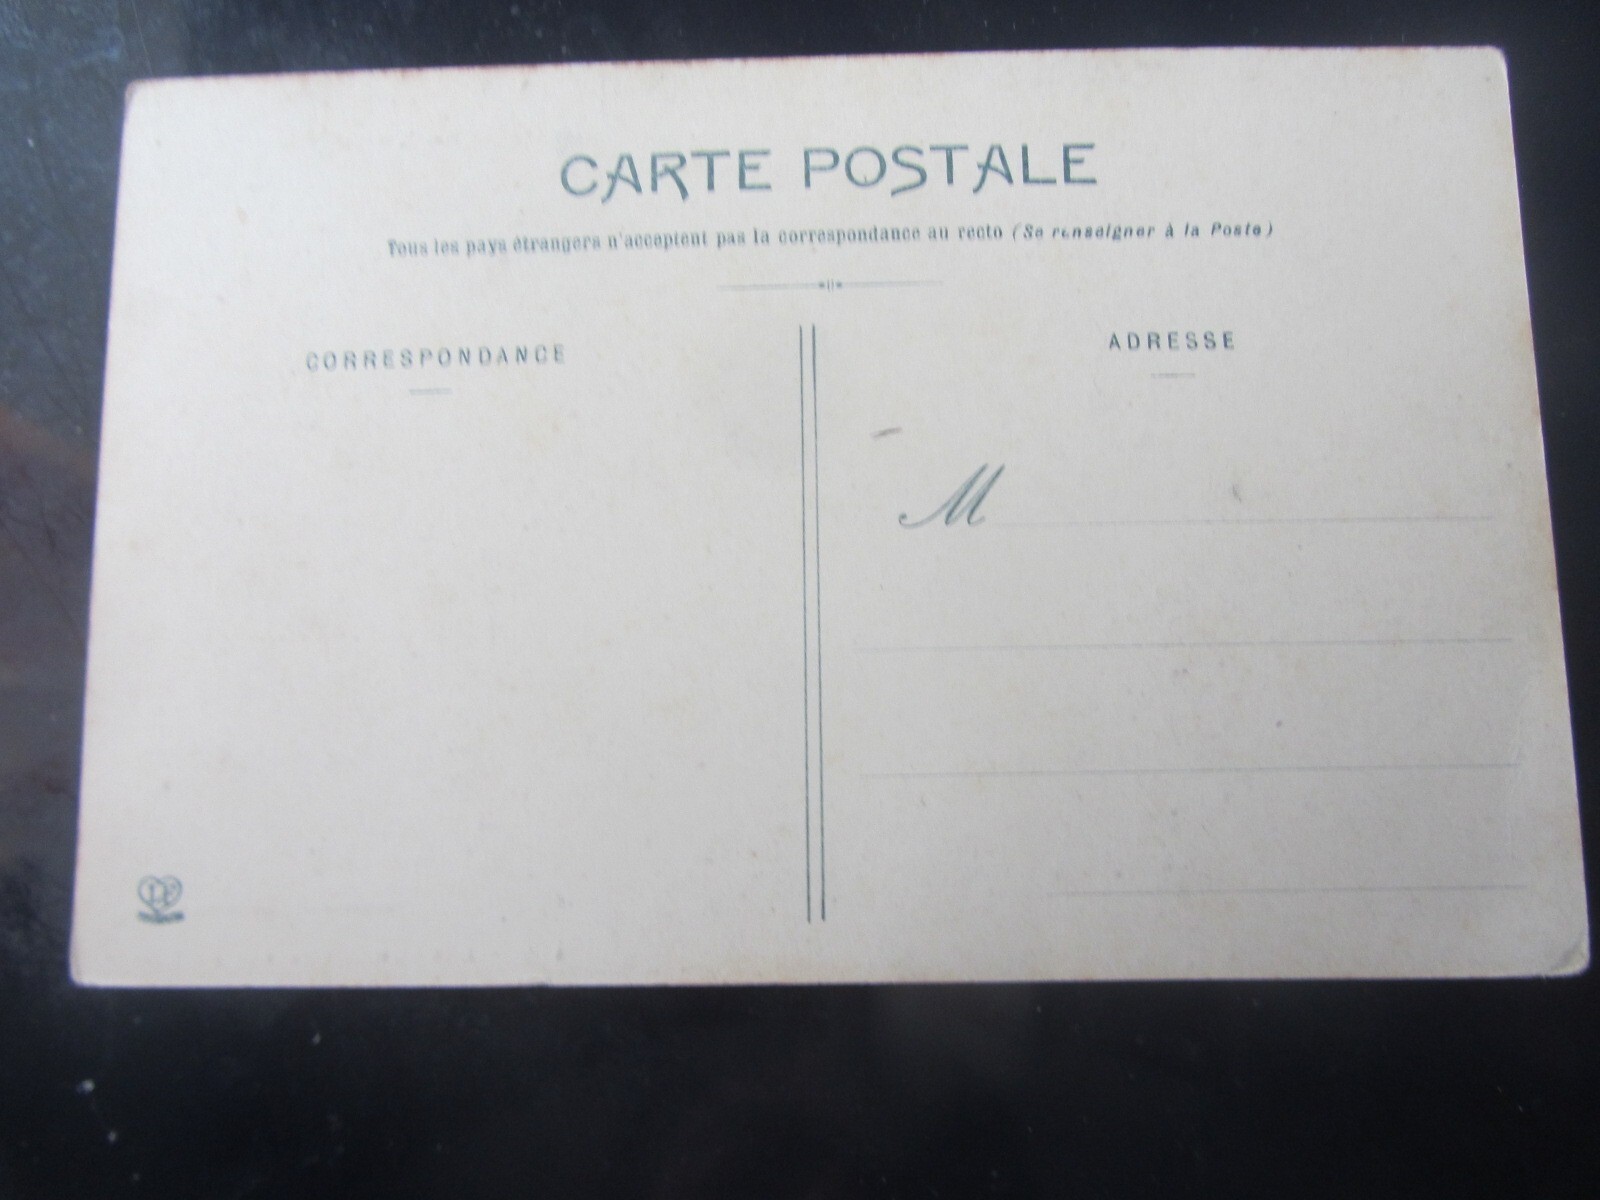 CARTE POSTALE
Tous les pays étrangers n'acceptent pas la correspondance au recto (Se renseigner à la Poste)
CORRESPONDANCE
ADRESSE
M